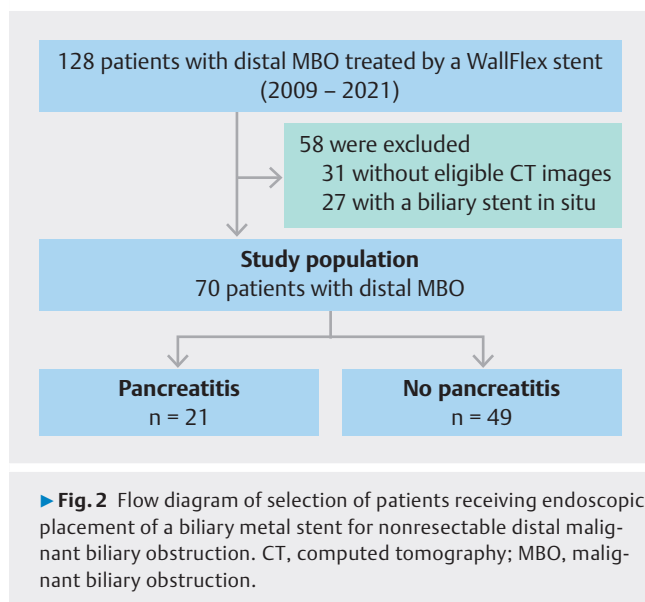 128 patients with distal MBO treated by a WallFlex stent
(2009 – 2021)
58 were excluded
31 without eligible CT images
27 with a biliary stent in situ
Study population
70 patients with distal MBO
Pancreatitis
n = 21
No pancreatitis
n = 49
▶ Fig. 2 Flow diagram of selection of patients receiving endoscopic
placement of a biliary metal stent for nonresectable distal malig-
nant biliary obstruction. CT, computed tomography; MBO, malig-
nant biliary obstruction.